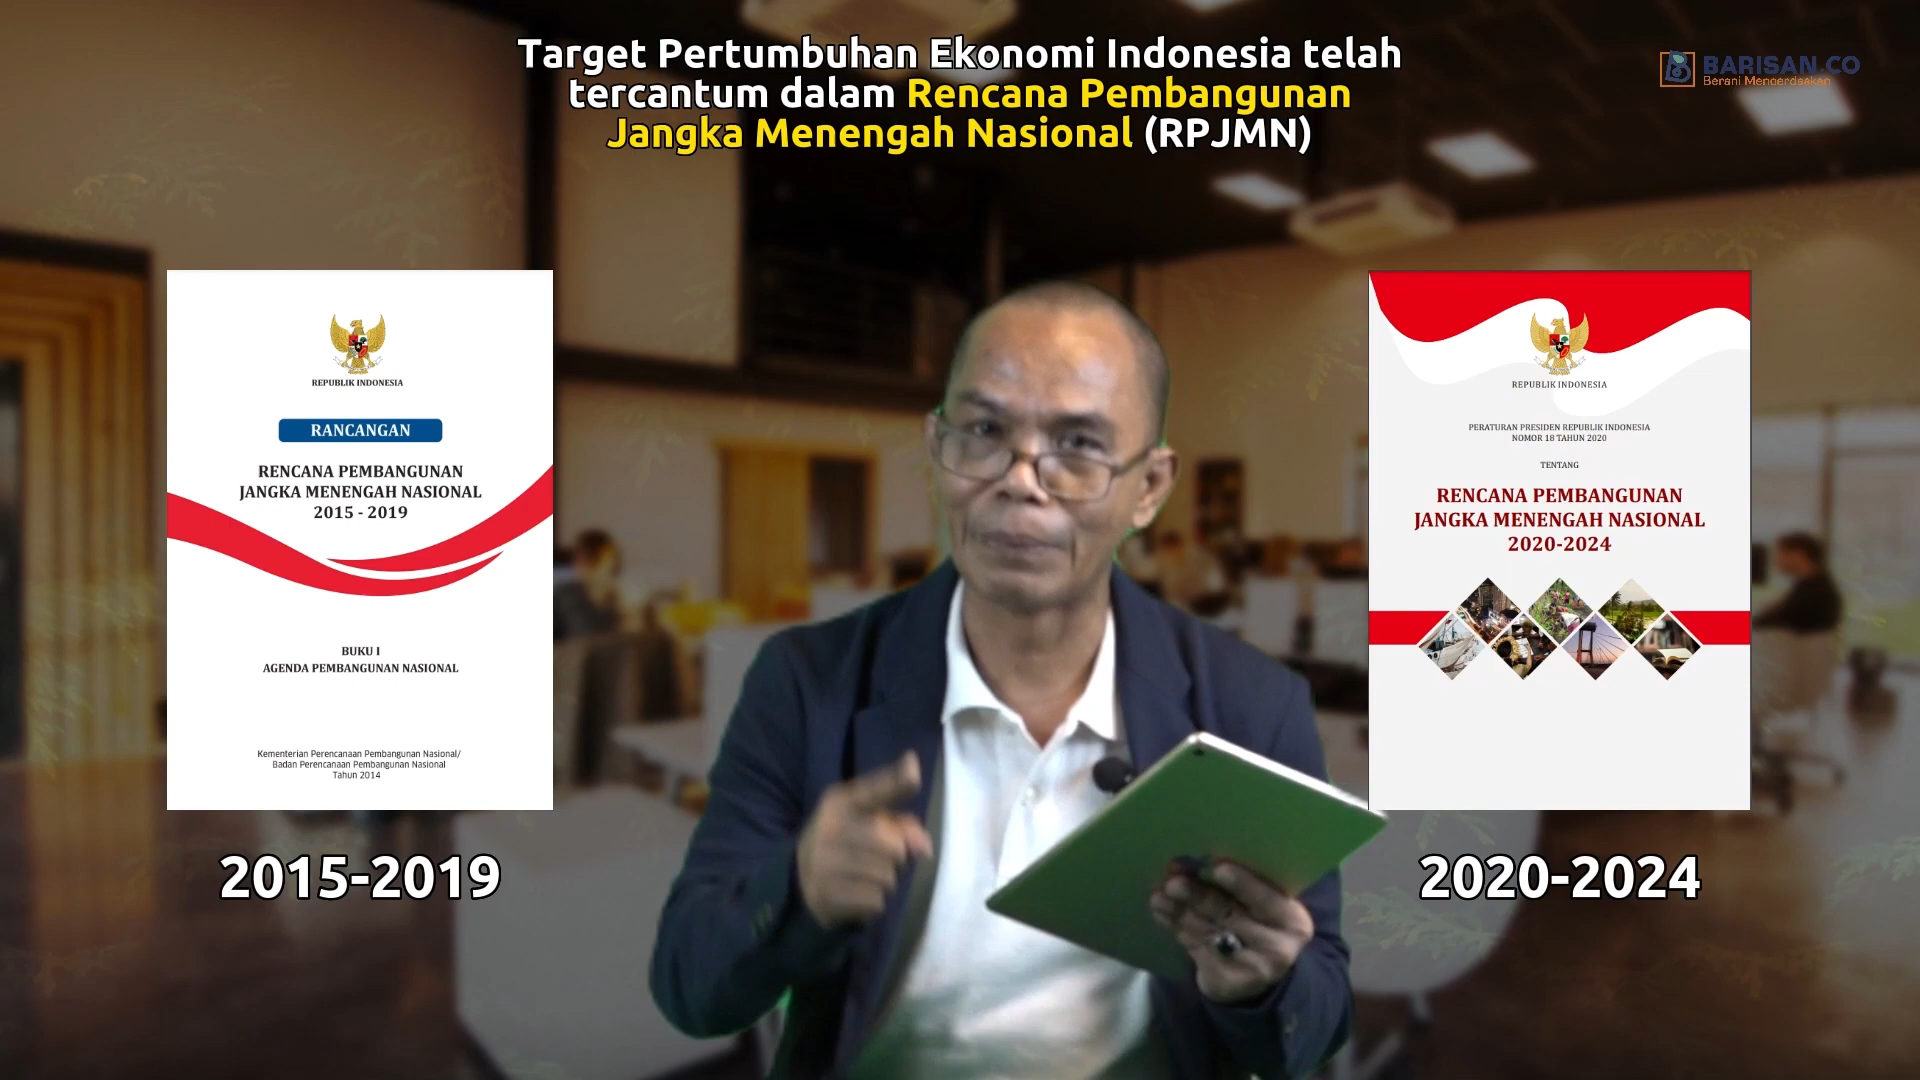 Target Pertumbuhan Ekonomi Indonesia telah
tercantum dalam Rencana Pembangunan
Jangka Menengah Nasional (RPJMN)
BARISAN.CO
Berani Mencerdaskan
REPUBLIK INDONESIA
RANCANGAN
RENCANA PEMBANGUNAN
JANGKA MENENGAH NASIONAL
2015 - 2019
BUKU I
AGENDA PEMBANGUNAN NASIONAL
Kementerian Perencanaan Pembangunan Nasional/
Badan Perencanaan Pembangunan Nasional
Tahun 2014
2015-2019
REPUBLIK INDONESIA
PERATURAN PRESIDEN REPUBLIK INDONESIA
NOMOR 18 TAHUN 2020
TENTANG
RENCANA PEMBANGUNAN
JANGKA MENENGAH NASIONAL
2020-2024
2020-2024